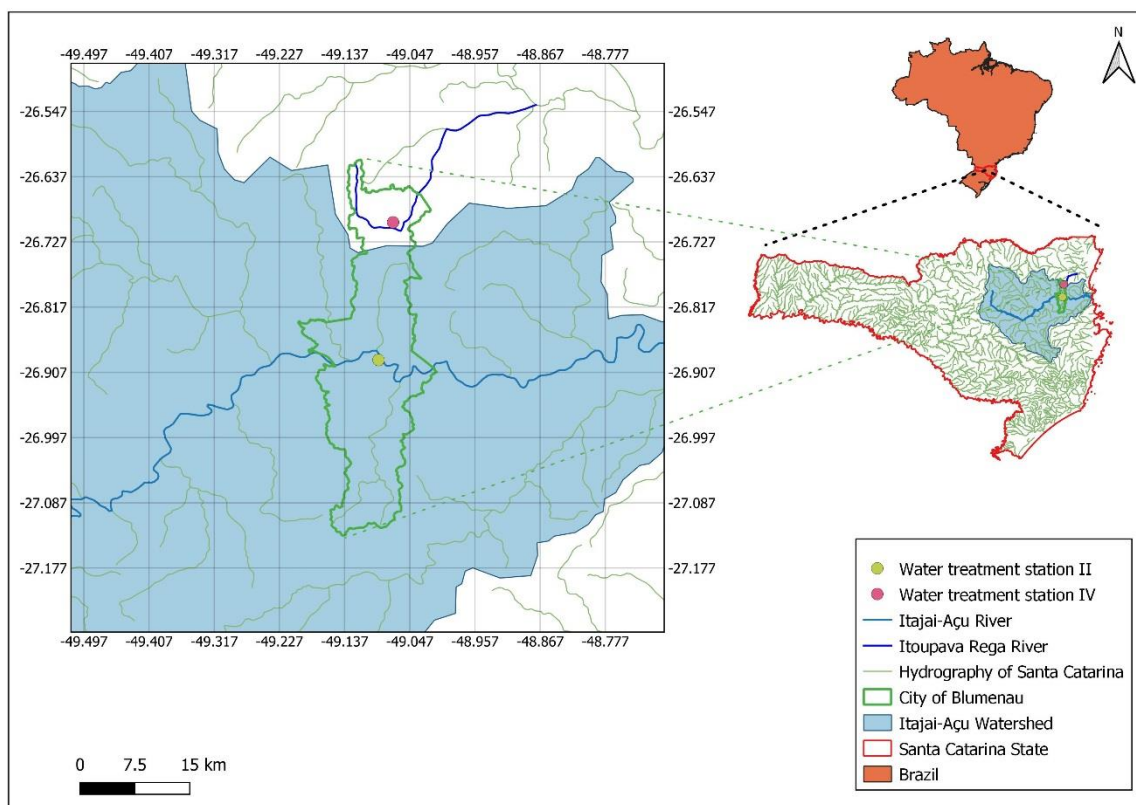 -49.497 -49.407 -49.317 -49.227 -49.137 -49.047 -48.957 -48.867 -48.777
N
-26.547 -26.547
-26.637 -26.637
-26.727 -26.727
-26.817 -26.817
-26.907 -26.907
-26.997 -26.997
-27.087 -27.087
-27.177 -27.177
-49.497 -49.407 -49.317 -49.227 -49.137 -49.047 -48.957 -48.867 -48.777
0 7.5 15 km
Water treatment station II
Water treatment station IV
Itajai-Açu River
Itoupava Rega River
Hydrography of Santa Catarina
City of Blumenau
Itajai-Açu Watershed
Santa Catarina State
Brazil